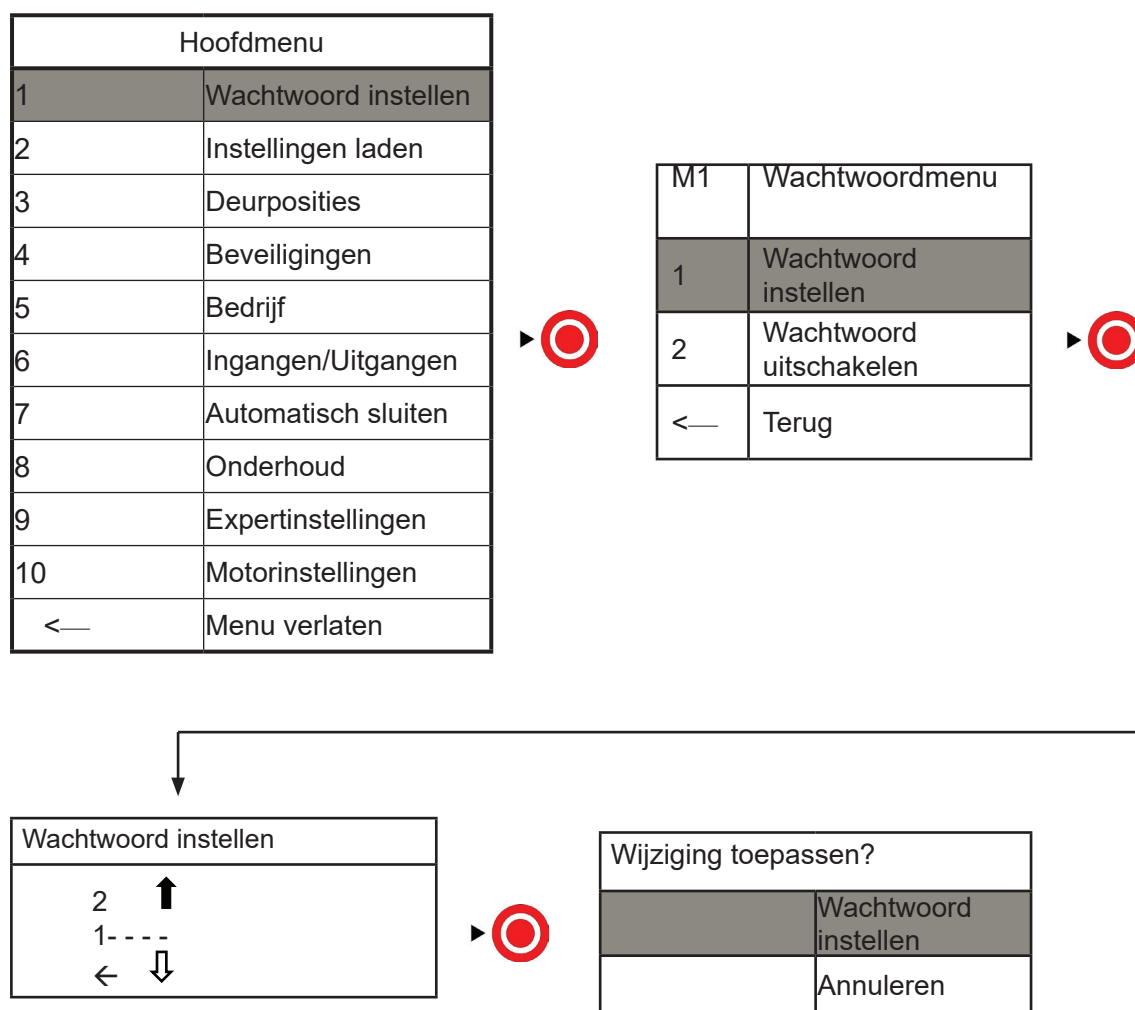 Hoofdmenu
1 Wachtwoord instellen
2 Instellingen laden
3 Deurposities
4 Beveiligingen
5 Bedrijf
6 Ingangen/Uitgangen
7 Automatisch sluiten
8 Onderhoud
9 Expertinstellingen
10 Motorinstellingen
<— Menu verlaten
M1 Wachtwoordmenu
1 Wachtwoord
instellen
2 Wachtwoord
uitschakelen
<— Terug
Wachtwoord instellen
2 ⬆
1- - - -
← ⇩
Wijziging toepassen?
Wachtwoord
instellen
Annuleren